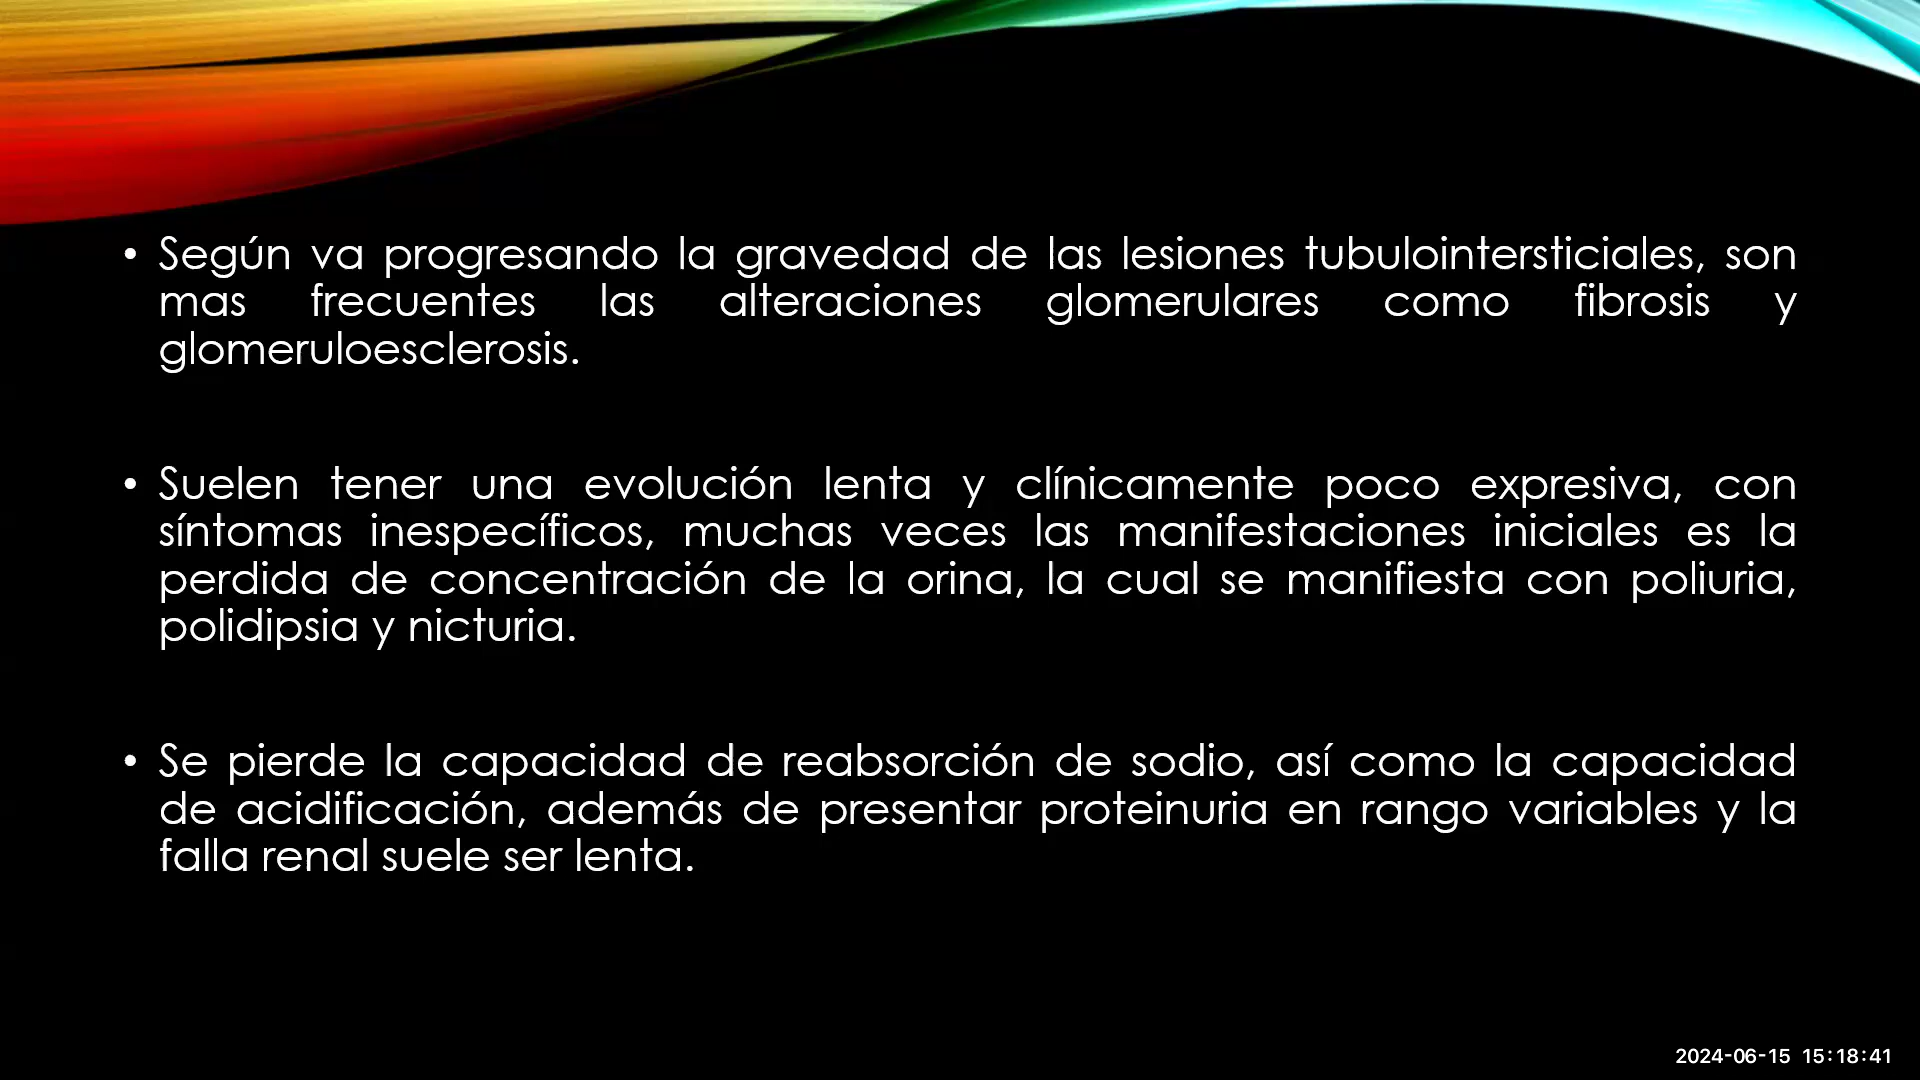 • Según va progresando la gravedad de las lesiones tubulointersticiales, son
mas frecuentes las alteraciones glomerulares como fibrosis y
glomeruloesclerosis.
• Suelen tener una evolución lenta y clínicamente poco expresiva, con
síntomas inespecíficos, muchas veces las manifestaciones iniciales es la
perdida de concentración de la orina, la cual se manifiesta con poliuria,
polidipsia y nicturia.
• Se pierde la capacidad de reabsorción de sodio, así como la capacidad
de acidificación, además de presentar proteinuria en rango variables y la
falla renal suele ser lenta.
2024-06-15 15:18:41